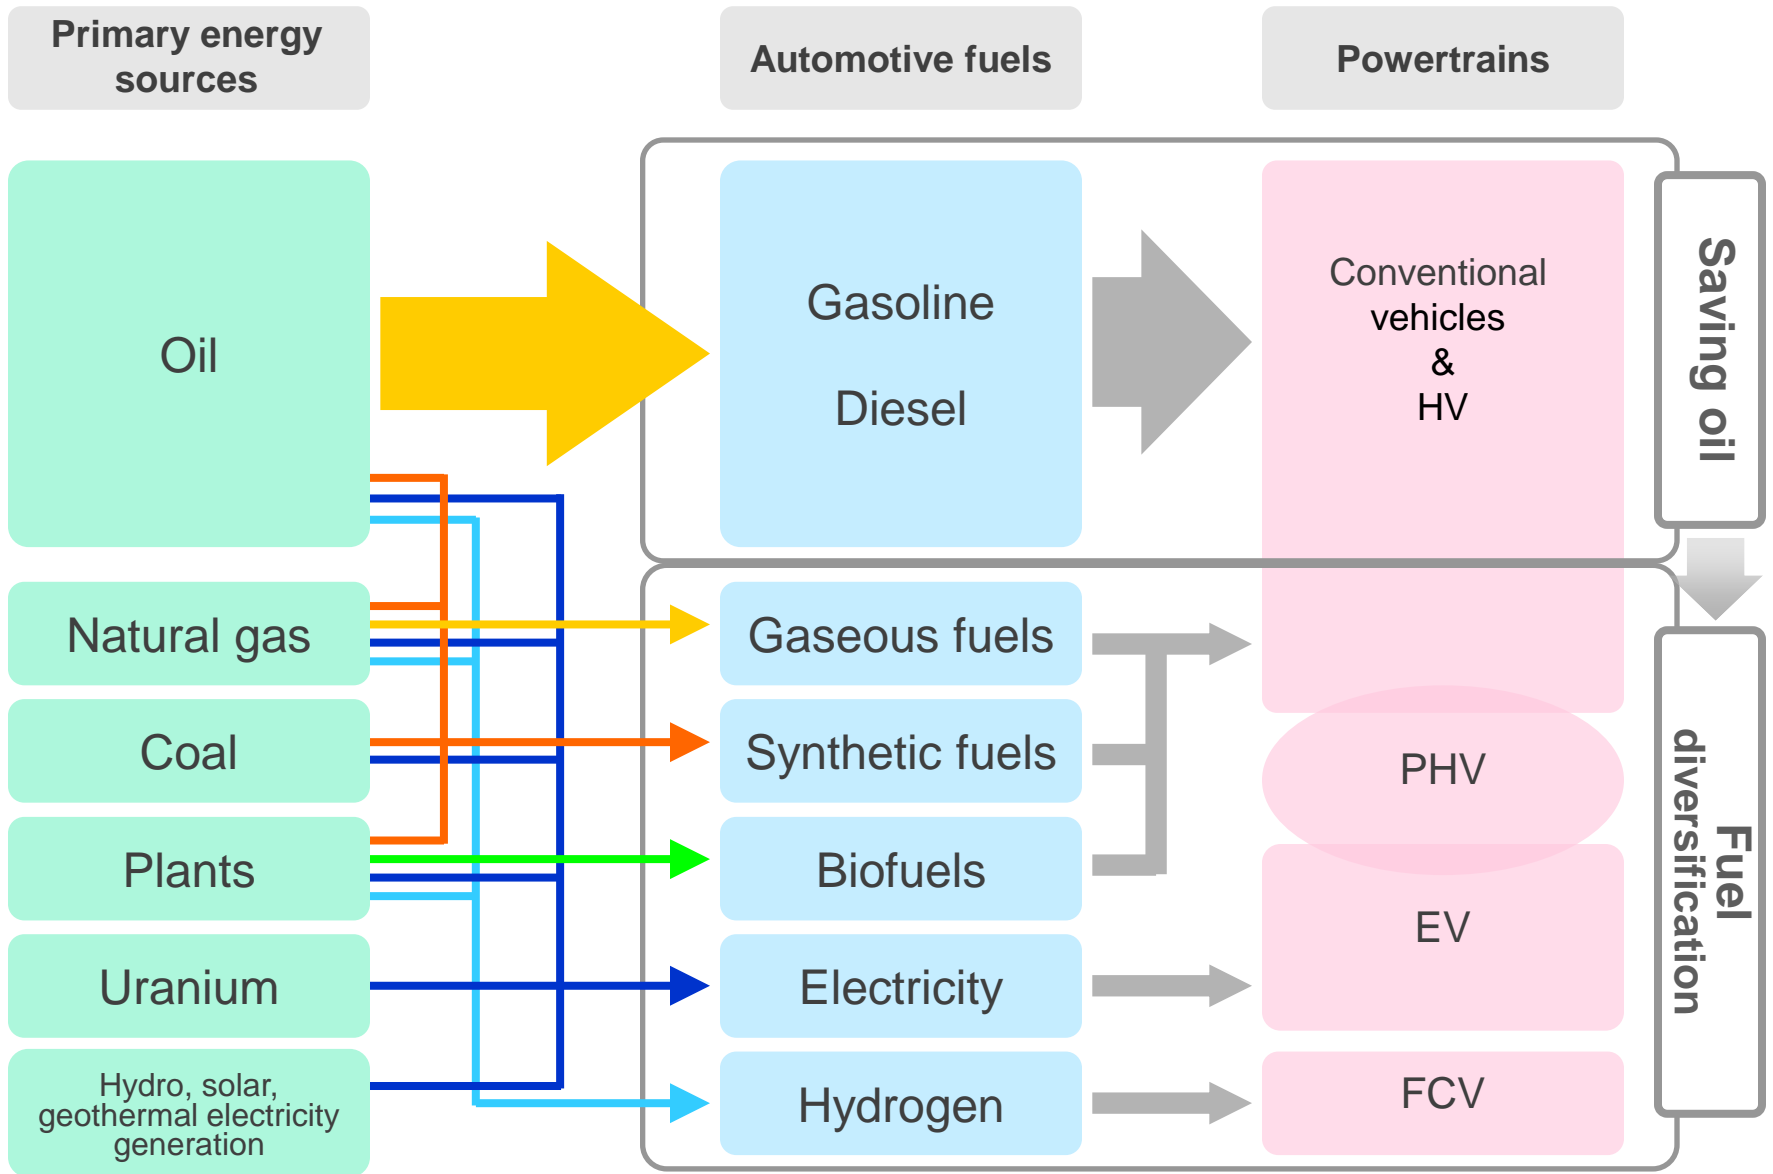 Primary energy
sources
Automotive fuels
Powertrains
Oil
Gasoline
Diesel
Conventional
vehicles
&
HV
Saving oil
Natural gas
Gaseous fuels
Coal
Synthetic fuels
PHV
Plants
Biofuels
EV
Fuel
diversification
Uranium
Electricity
Hydro, solar,
geothermal electricity
generation
Hydrogen
FCV